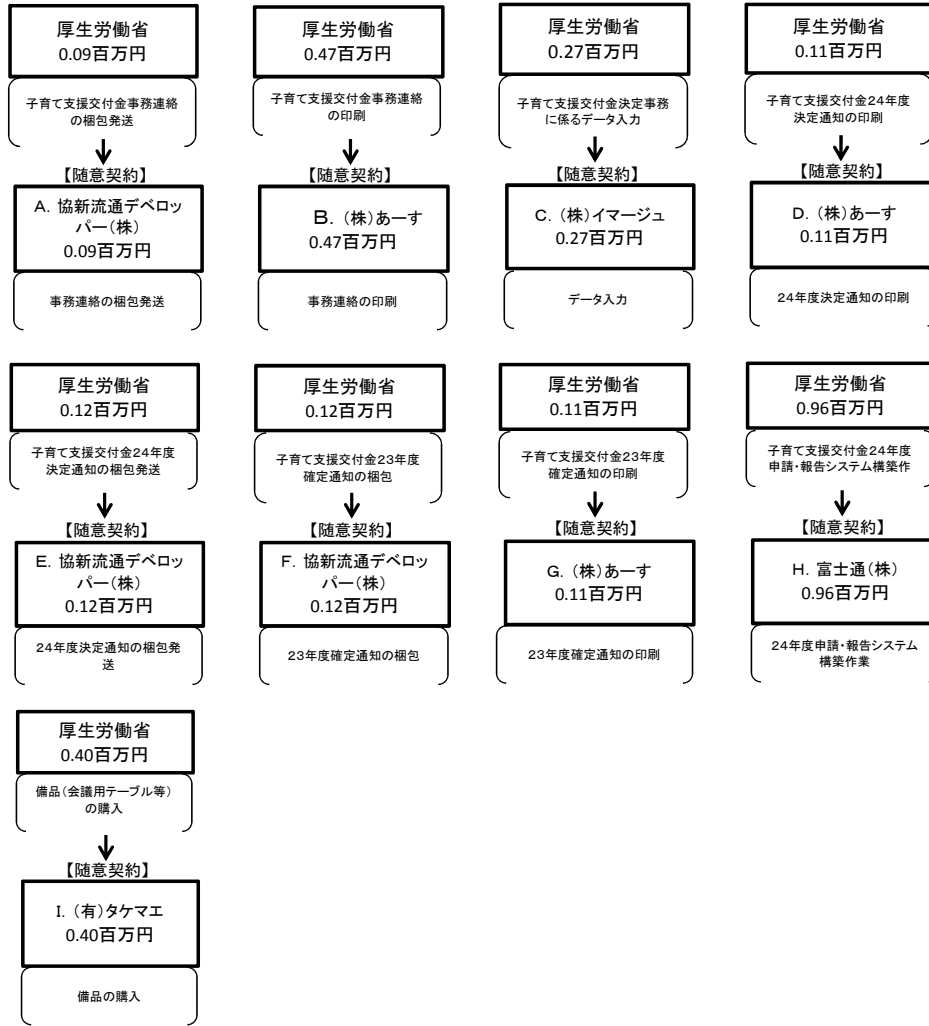 厚生労働省
0.09百万円
子育て支援交付金事務連絡
の梱包発送
【随意契約】
A. 協新流通デベロッ
パー(株)
0.09百万円
事務連絡の梱包発送
厚生労働省
0.47百万円
子育て支援交付金事務連絡
の印刷
【随意契約】
B. (株)あーす
0.47百万円
事務連絡の印刷
厚生労働省
0.27百万円
子育て支援交付金決定事務
に係るデータ入力
【随意契約】
C. (株)イマージュ
0.27百万円
データ入力
厚生労働省
0.11百万円
子育て支援交付金24年度
決定通知の印刷
【随意契約】
D. (株)あーす
0.11百万円
24年度決定通知の印刷
厚生労働省
0.12百万円
子育て支援交付金24年度
決定通知の梱包発送
【随意契約】
E. 協新流通デベロッ
パー(株)
0.12百万円
24年度決定通知の梱包発
送
厚生労働省
0.12百万円
子育て支援交付金23年度
確定通知の梱包
【随意契約】
F. 協新流通デベロッ
パー(株)
0.12百万円
23年度確定通知の梱包
厚生労働省
0.11百万円
子育て支援交付金23年度
確定通知の印刷
【随意契約】
G. (株)あーす
0.11百万円
23年度確定通知の印刷
厚生労働省
0.96百万円
子育て支援交付金24年度
申請・報告システム構築作
【随意契約】
H. 富士通(株)
0.96百万円
24年度申請・報告システム
構築作業
厚生労働省
0.40百万円
備品(会議用テーブル等)
の購入
【随意契約】
I. (有)タケマエ
0.40百万円
備品の購入